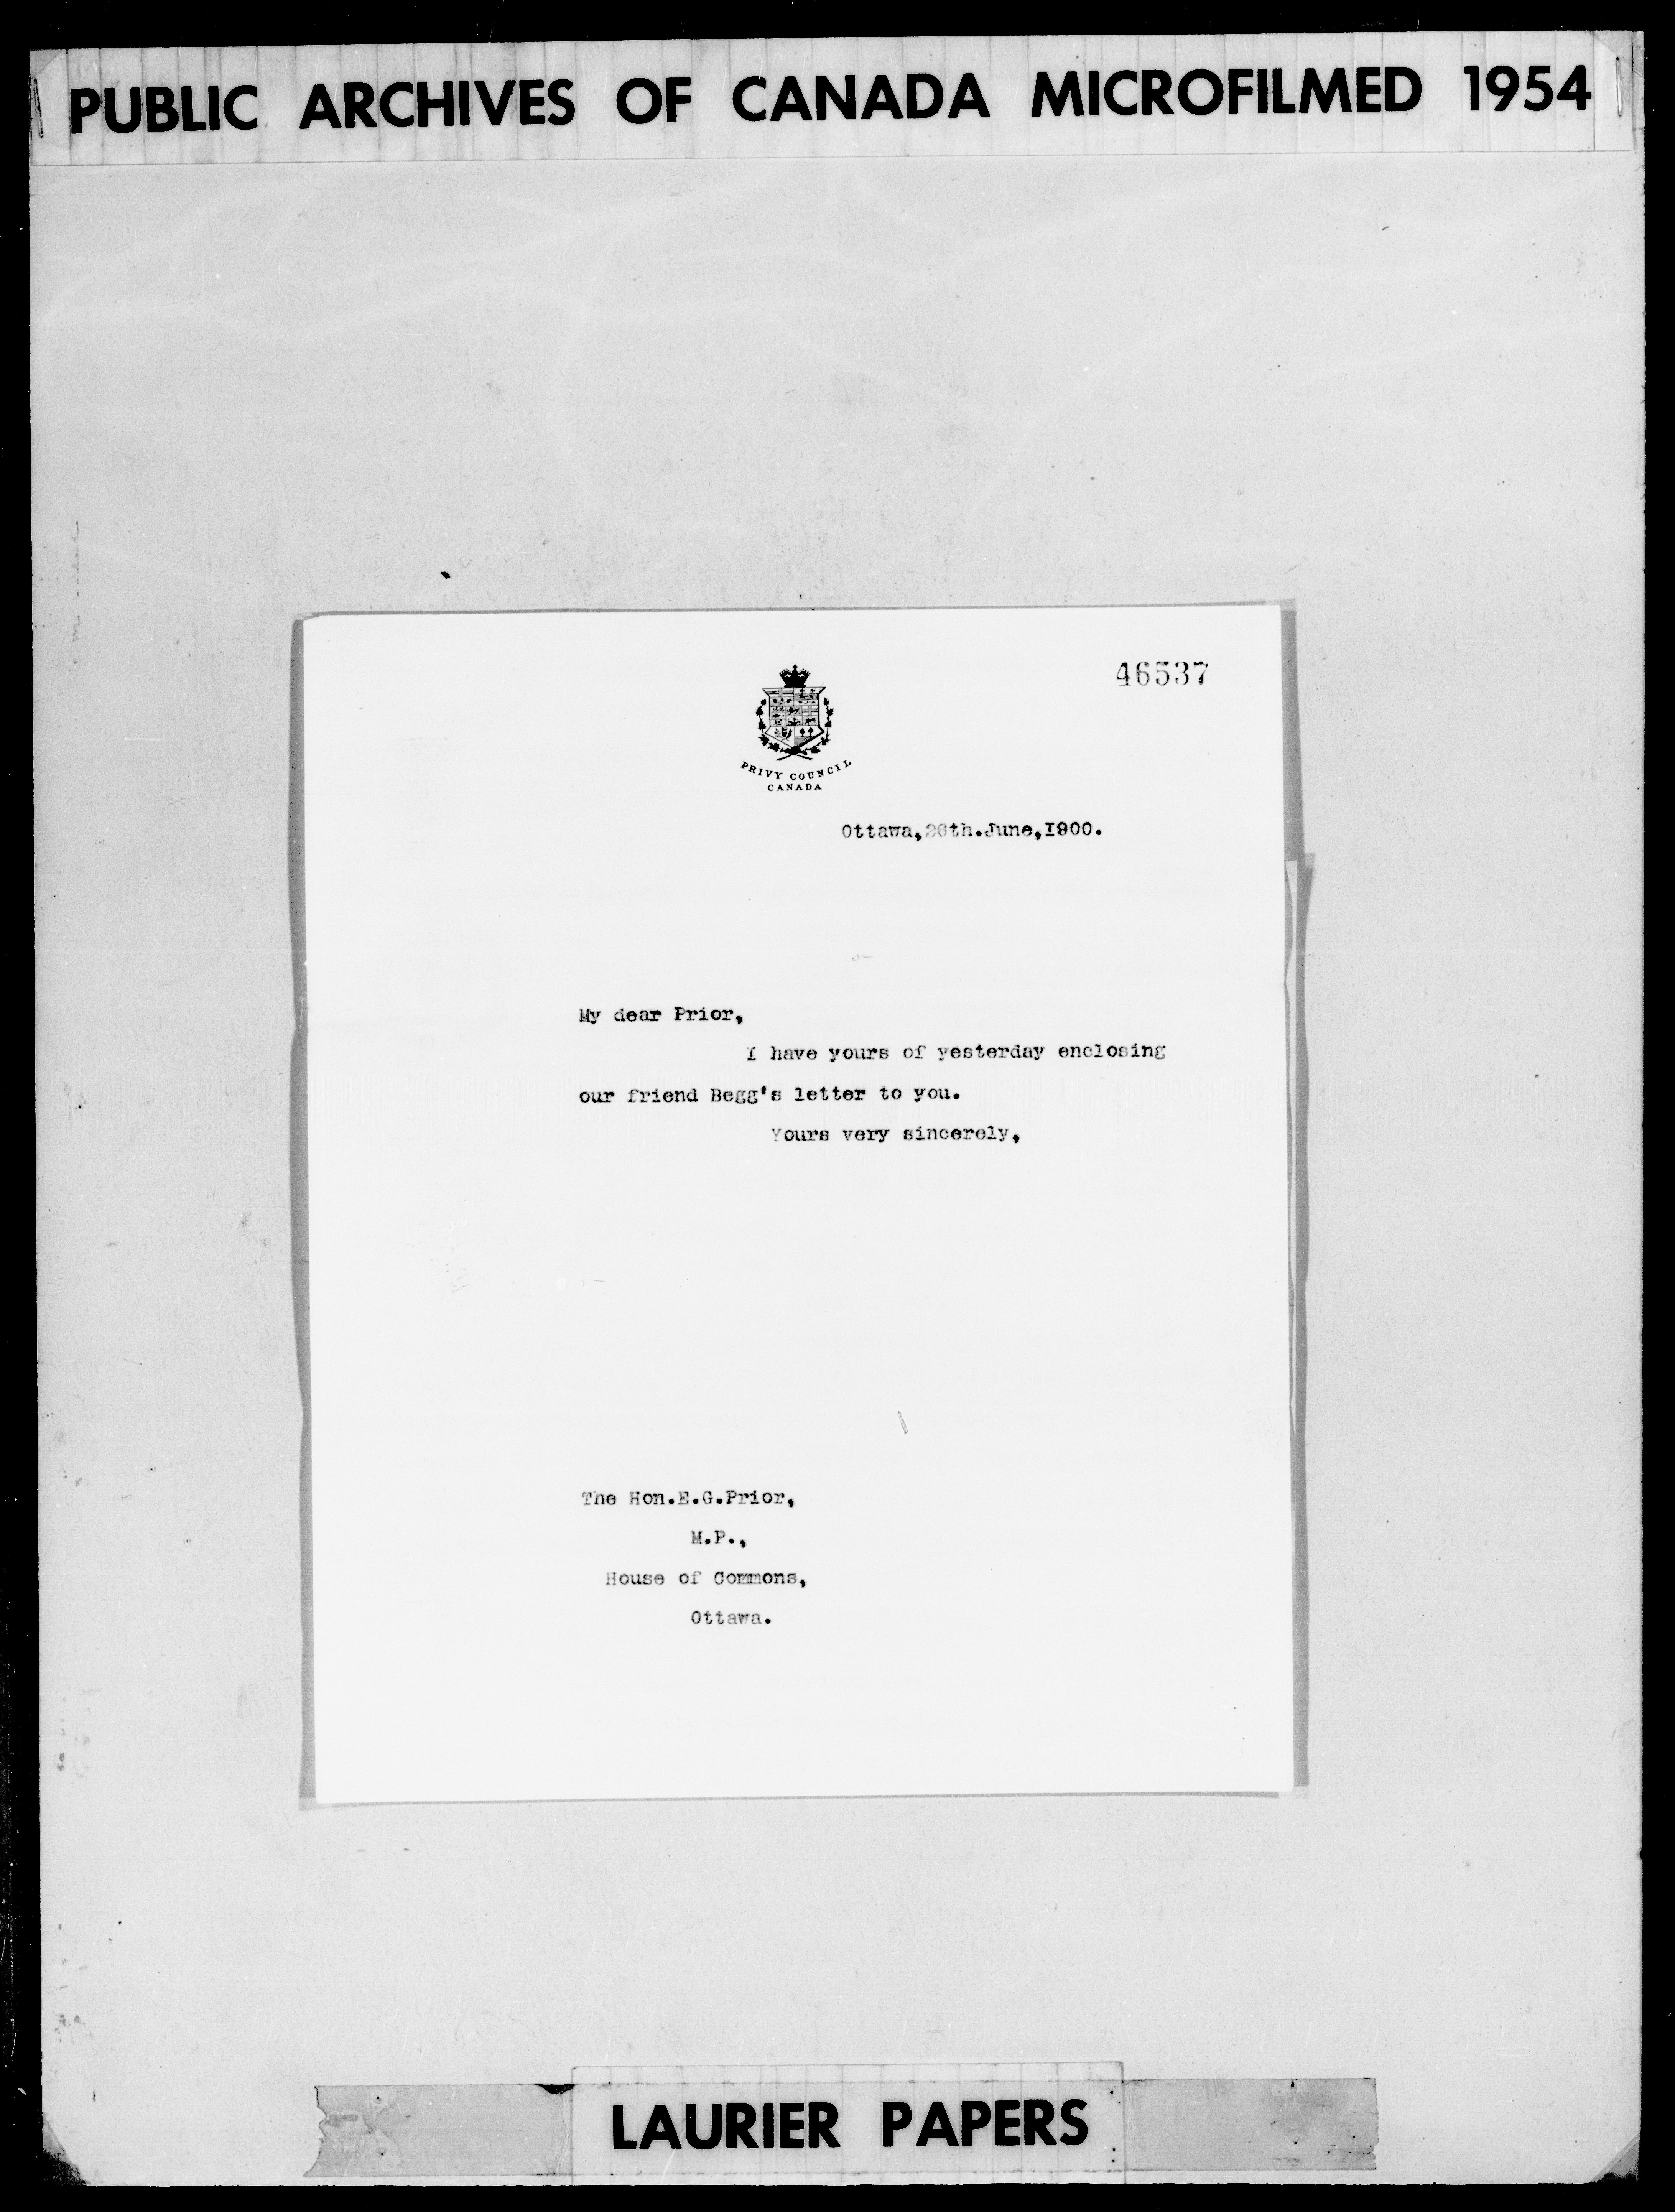 PUBLIC ARCHIVES OF CANADA MICROFILMED 1954
46537
PRIVY COUNCIL
CANADA
Ottawa,26th.June,I900.
My dear Prior,
I have yours of yesterday enclosing
our friend Begg's letter to you.
Yours very sincerely,
The Hon.E.G.Prior,
M.P.,
House of Commons,
Ottawa.
LAURIER PAPERS